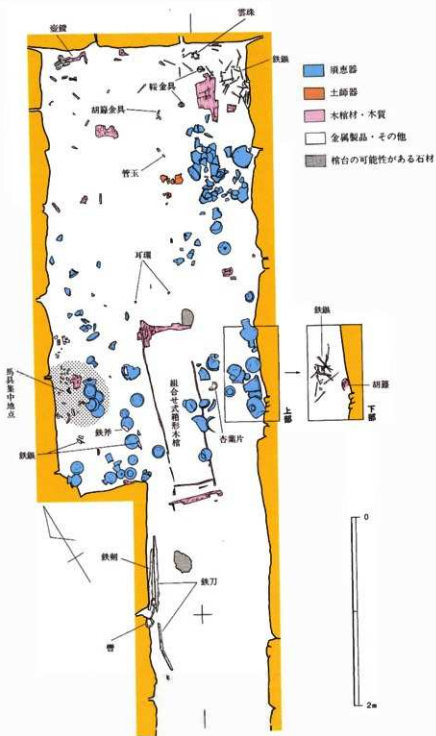 雲珠
壺鐙
鉄鏃
鞍金具
胡籙金具
管玉
耳環
須恵器
土師器
木棺材・木質
金属製品・その他
棺台の可能性がある石材
馬具集中地点
組合せ式箱形木棺
鉄斧
鉄鏃
杏葉片
上部
鉄鏃
胡籙
下部
鉄剣
鉄刀
轡
0
2m